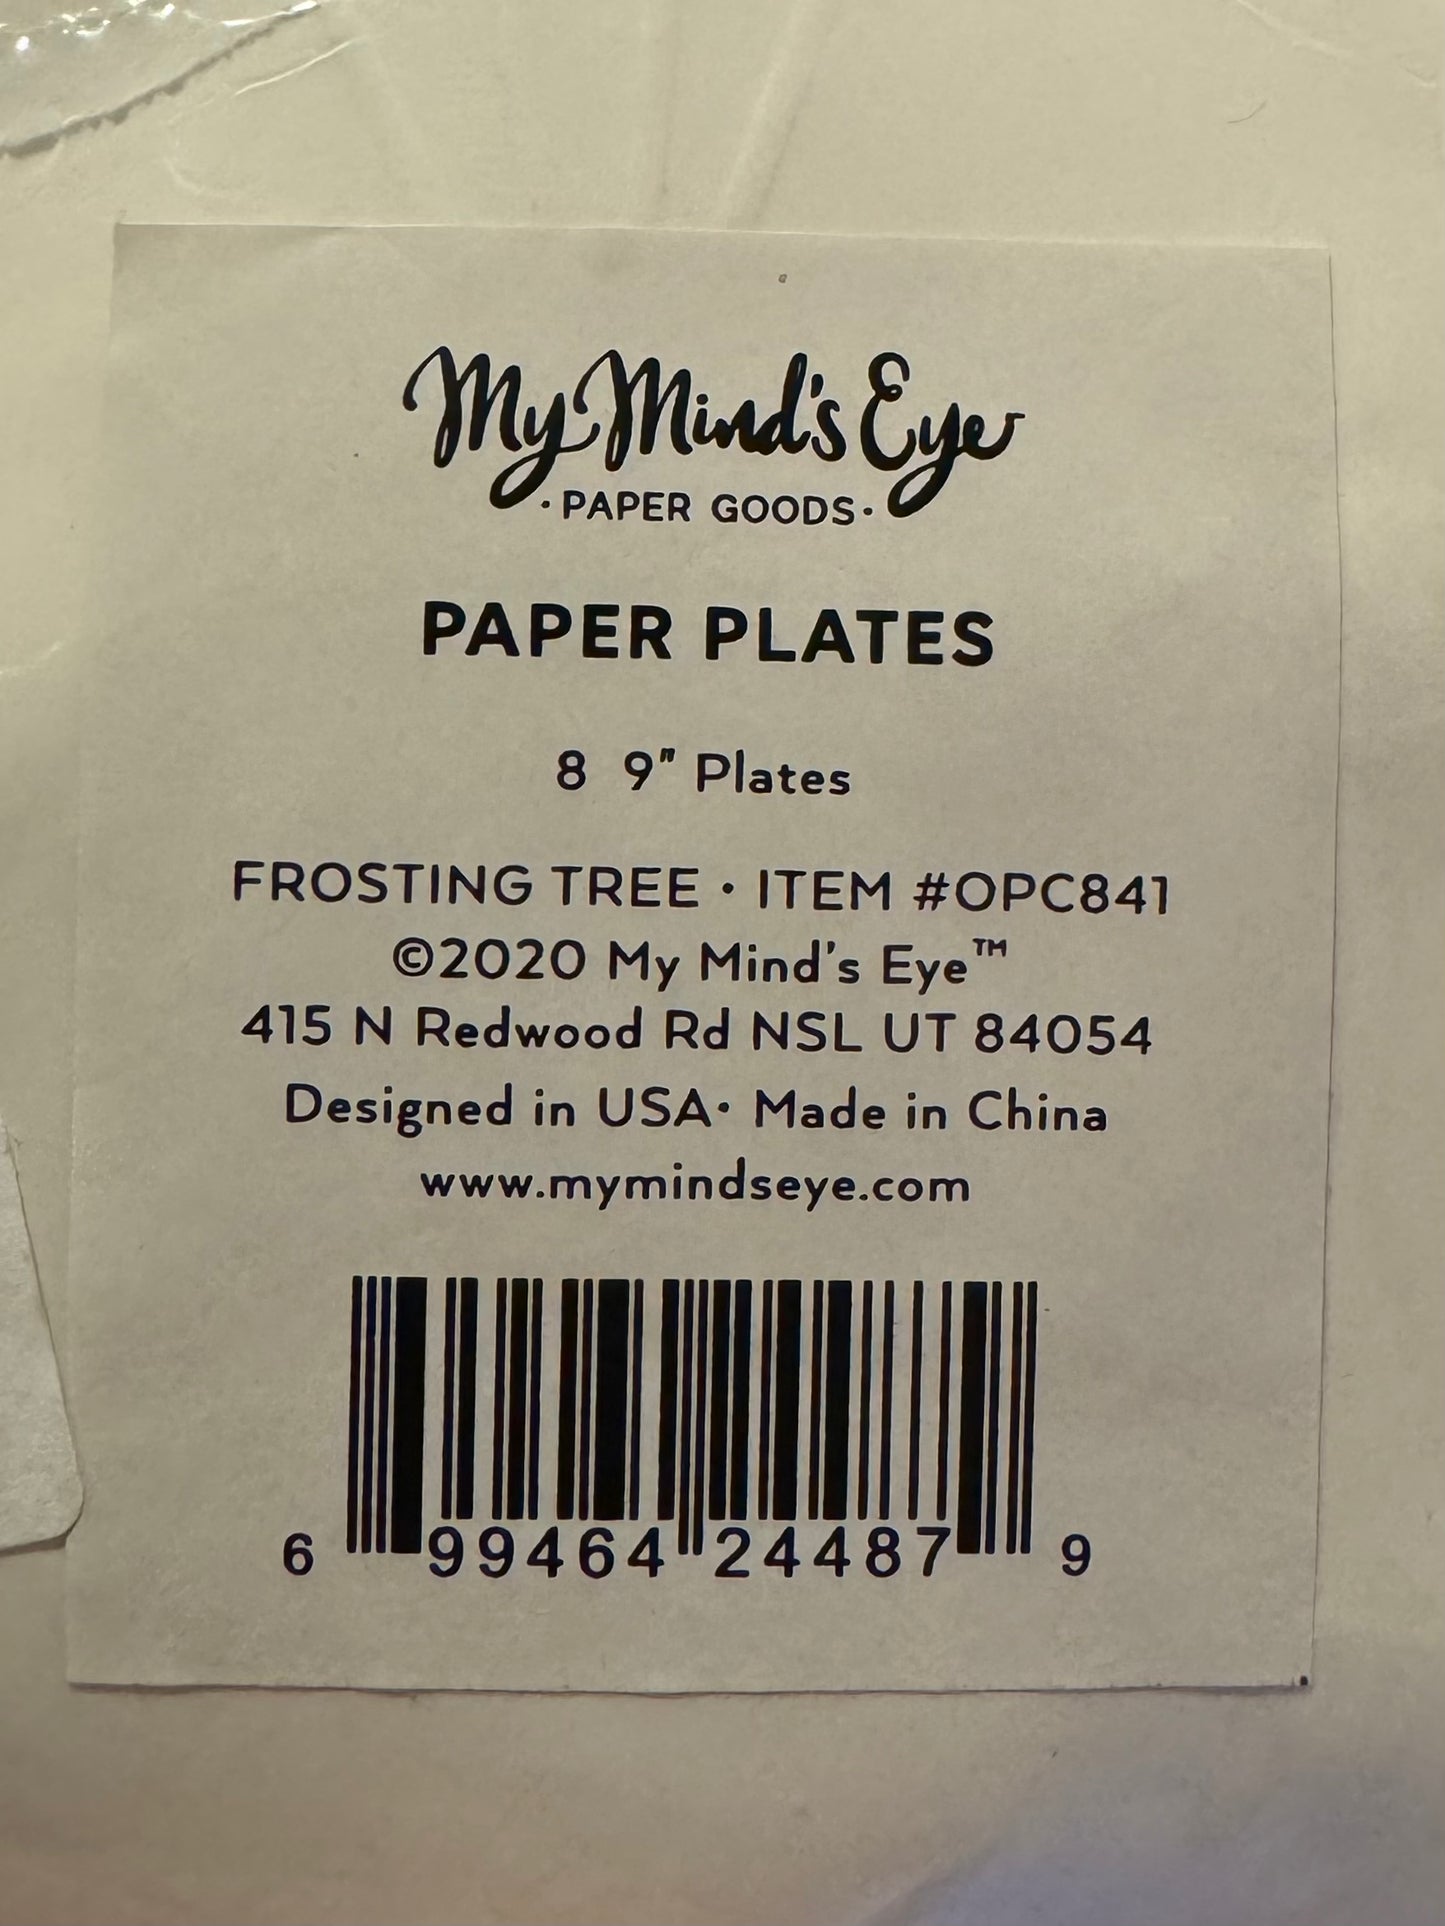 My Mind's Eye
· PAPER GOODS ·
PAPER PLATES
8 9" Plates
FROSTING TREE · ITEM #OPC841
©2020 My Mind's Eye™
415 N Redwood Rd NSL UT 84054
Designed in USA· Made in China
www.mymindseye.com
6 99464 24487 9